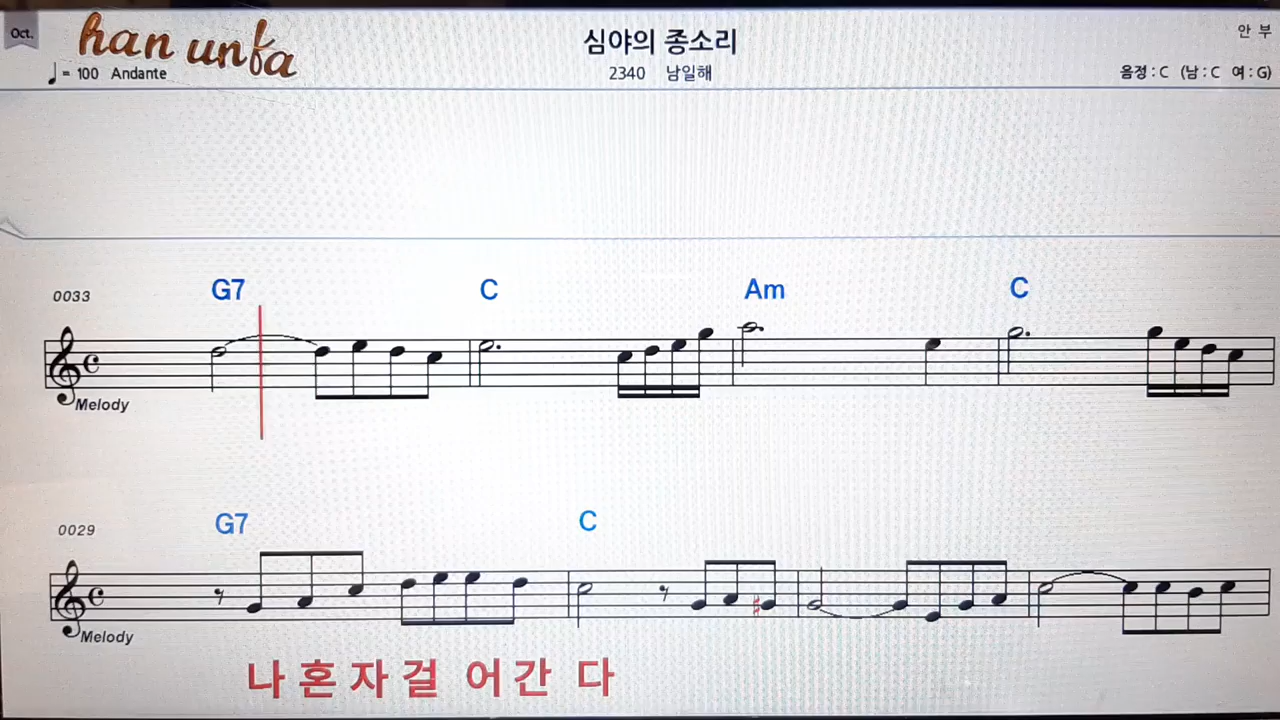 Oct.
han unfa
심야의 종소리
안 부
♩= 100 Andante
2340 남일해
음정 : C (남 : C 여 : G)
0033
G7 C Am C
Melody
0029
G7 C
Melody
나 혼 자 걸 어 간 다